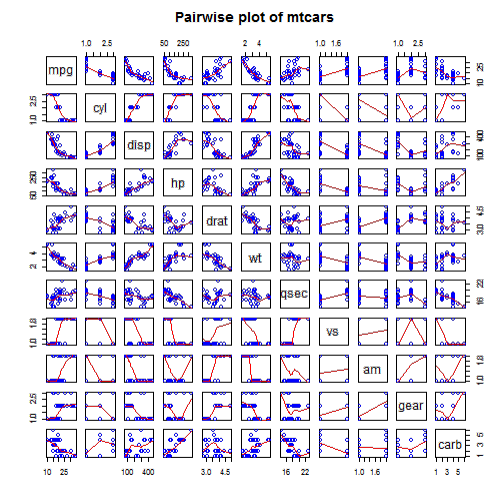 Pairwise plot of mtcars
1.0 2.5 50 250 2 4 1.0 1.6 1.0 2.5
mpg 10 25
1.0 2.5 cyl
disp 100 400
50 250 hp
drat 3.0 4.5
2 4 wt
qsec 16 22
1.0 1.8 vs
am 1.0 1.8
1.0 2.5 gear
carb 1 3 5
10 25 100 400 3.0 4.5 16 22 1.0 1.6 1 3 5